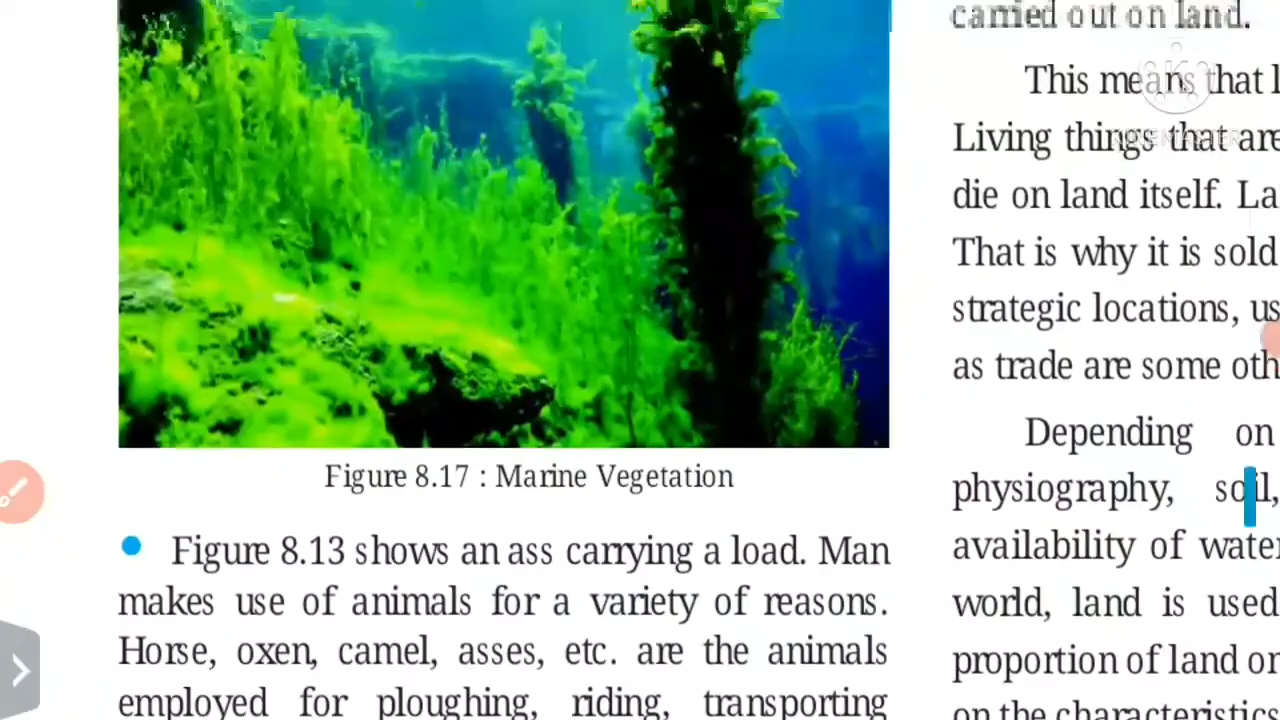 Figure 8.17 : Marine Vegetation
Figure 8.13 shows an ass carrying a load. Man
makes use of animals for a variety of reasons.
Horse, oxen, camel, asses, etc. are the animals
employed for ploughing, riding, transporting
carried out on land.
This means that
Living things that are
die on land itself.
That is why it is sold
strategic locations,
as trade are some
Depending on
physiography, soil,
availability of water
world, land is used
proportion of land
on the characteristics
KINEMASTER